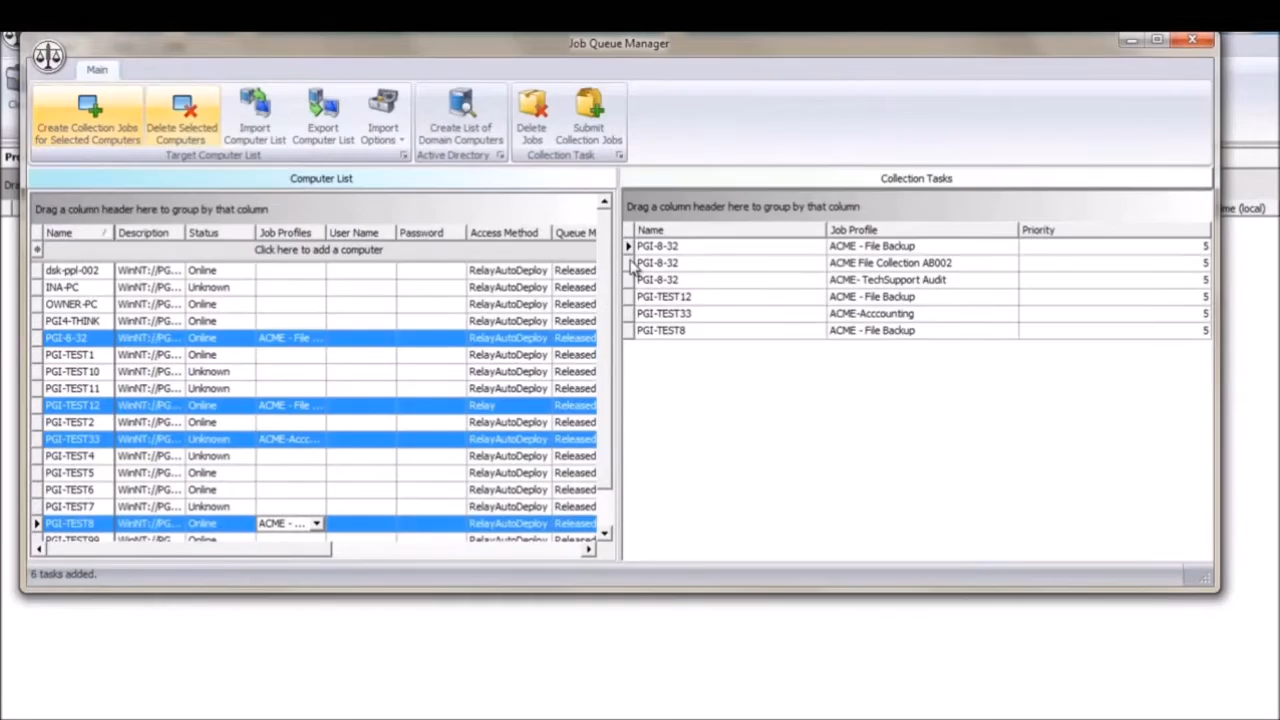 Job Queue Manager
Main
Create Collection Jobs for Selected Computers
Delete Selected Computers
Import Computer List
Export Computer List
Import Options
Create List of Domain Computers
Delete Jobs
Submit Collection Jobs
Target Computer List
Active Directory
Collection Task
Computer List
Drag a column header here to group by that column
Name Description Status Job Profiles User Name Password Access Method Queue M
Click here to add a computer
dsk-ppl-002 WinNT://PG... Online RelayAutoDeploy Released
INA-PC WinNT://PG... Unknown RelayAutoDeploy Released
OWNER-PC WinNT://PG... Online RelayAutoDeploy Released
PGI4-THINK WinNT://PG... Online RelayAutoDeploy Released
PGI-8-32 WinNT://PG... Online ACME - File ... RelayAutoDeploy Released
PGI-TEST1 WinNT://PG... Online RelayAutoDeploy Released
PGI-TEST10 WinNT://PG... Unknown RelayAutoDeploy Released
PGI-TEST11 WinNT://PG... Unknown RelayAutoDeploy Released
PGI-TEST12 WinNT://PG... Online ACME - File ... Relay Released
PGI-TEST2 WinNT://PG... Online RelayAutoDeploy Released
PGI-TEST33 WinNT://PG... Unknown ACME-Accc... RelayAutoDeploy Released
PGI-TEST4 WinNT://PG... Unknown RelayAutoDeploy Released
PGI-TEST5 WinNT://PG... Online RelayAutoDeploy Released
PGI-TEST6 WinNT://PG... Online RelayAutoDeploy Released
PGI-TEST7 WinNT://PG... Unknown RelayAutoDeploy Released
PGI-TEST8 WinNT://PG... Online ACME - ... RelayAutoDeploy Released
PGI-TEST99 WinNT://PG... Online RelayAutoDeploy Released
6 tasks added.
Collection Tasks
Drag a column header here to group by that column
Name Job Profile Priority
PGI-8-32 ACME - File Backup 5
PGI-8-32 ACME File Collection AB002 5
PGI-8-32 ACME- TechSupport Audit 5
PGI-TEST12 ACME - File Backup 5
PGI-TEST33 ACME-Acccounting 5
PGI-TEST8 ACME - File Backup 5
(local)